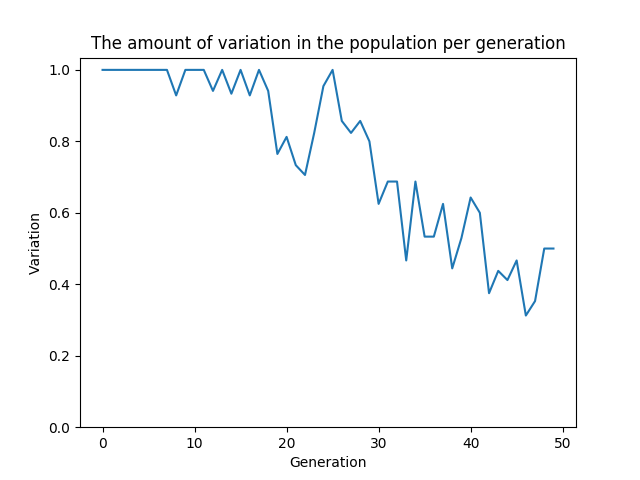 The amount of variation in the population per generation
1.0
0.8
0.6
0.4
0.2
0.0
Variation
0 10 20 30 40 50
Generation